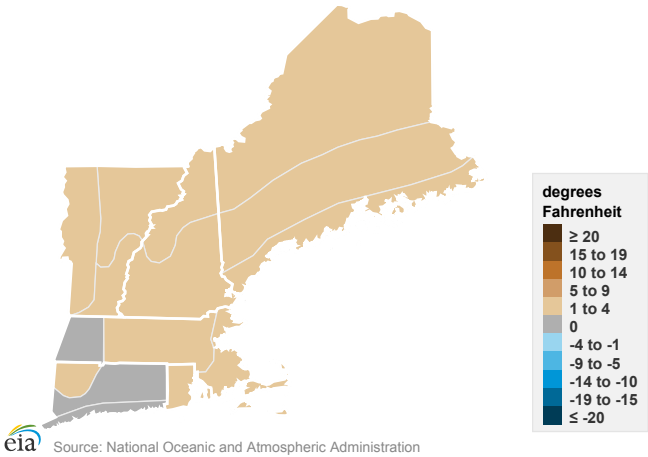 degrees
Fahrenheit
≥ 20
15 to 19
10 to 14
5 to 9
1 to 4
0
-4 to -1
-9 to -5
-14 to -10
-19 to -15
≤ -20
eia
Source: National Oceanic and Atmospheric Administration